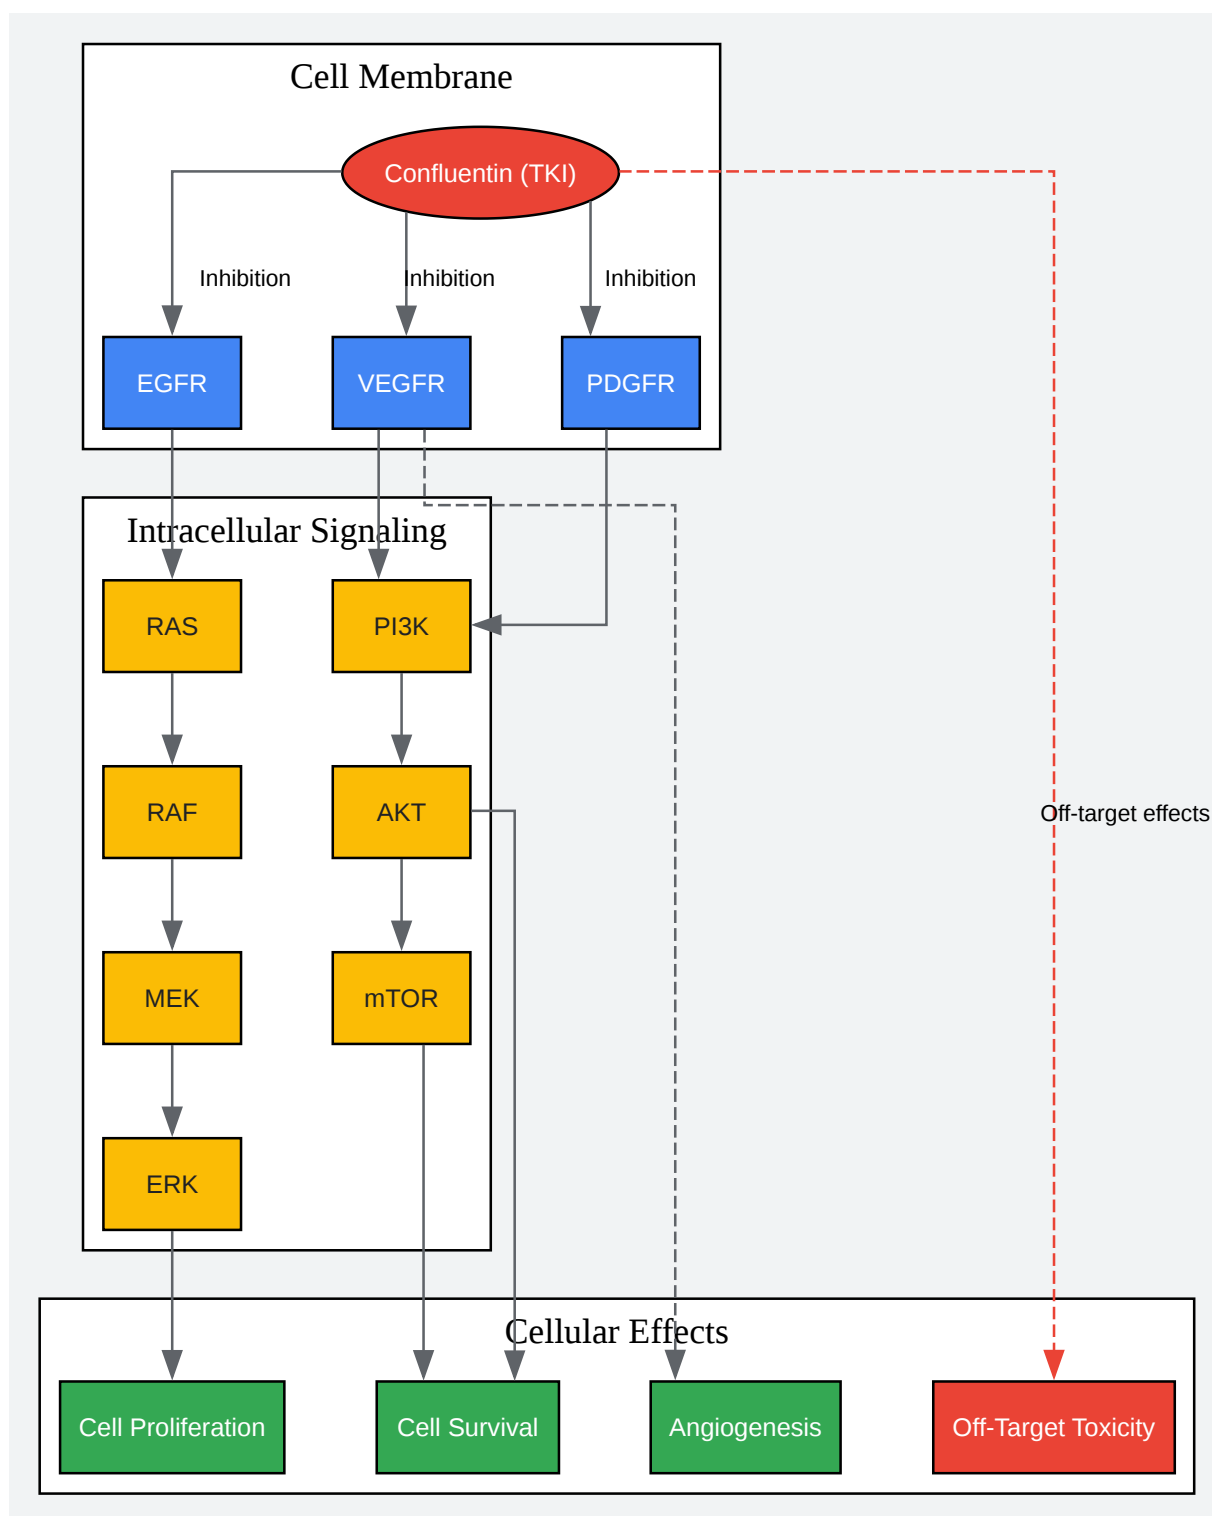 Cell Membrane
Confluentin (TKI)
Inhibition
Inhibition
Inhibition
EGFR
VEGFR
PDGFR
Intracellular Signaling
RAS
PI3K
RAF
AKT
Off-target effects
MEK
mTOR
ERK
Cellular Effects
Cell Proliferation
Cell Survival
Angiogenesis
Off-Target Toxicity